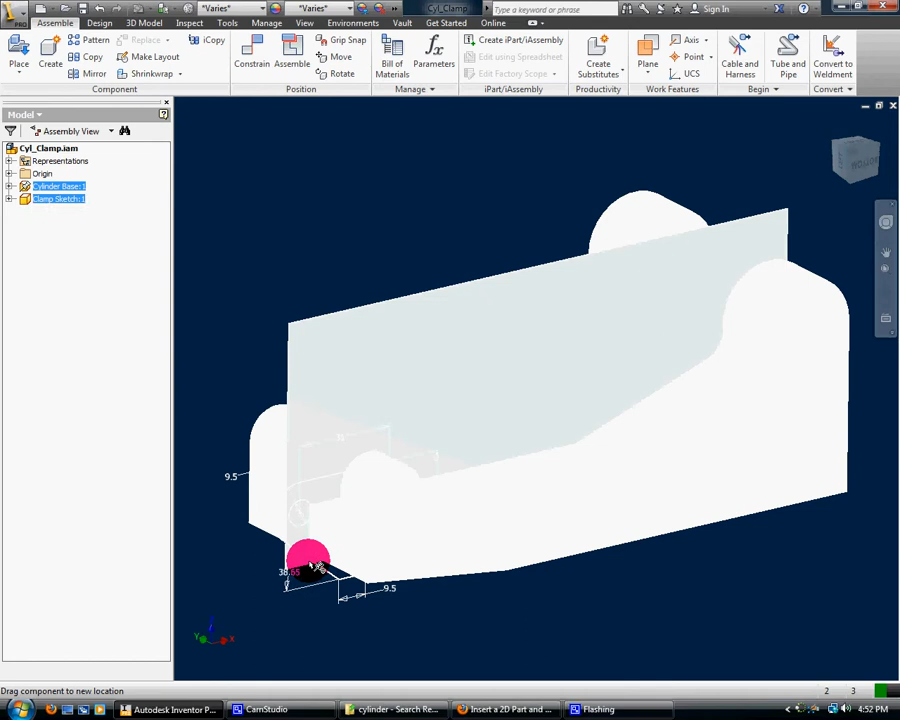 PRO
*Varies*
*Varies*
Cyl_Clamp
Type a keyword or phrase
Sign In
Assemble
Design
3D Model
Inspect
Tools
Manage
View
Environments
Vault
Get Started
Online
Place
Create
Pattern
Copy
Mirror
Replace
Make Layout
Shrinkwrap
iCopy
Component
Constrain
Assemble
Grip Snap
Move
Rotate
Position
Bill of
Materials
Parameters
Manage
Create iPart/iAssembly
Edit using Spreadsheet
Edit Factory Scope
iPart/iAssembly
Create
Substitutes
Productivity
Plane
Axis
Point
UCS
Work Features
Cable and
Harness
Tube and
Pipe
Begin
Convert to
Weldment
Convert
Model
Assembly View
Cyl_Clamp.iam
Representations
Origin
Cylinder Base:1
Clamp Sketch:1
9.5
9.5
Z
Y
X
Drag component to new location
2
3
Autodesk Inventor P...
CamStudio
cylinder - Search Re...
Insert a 2D Part and ...
Flashing
4:52 PM